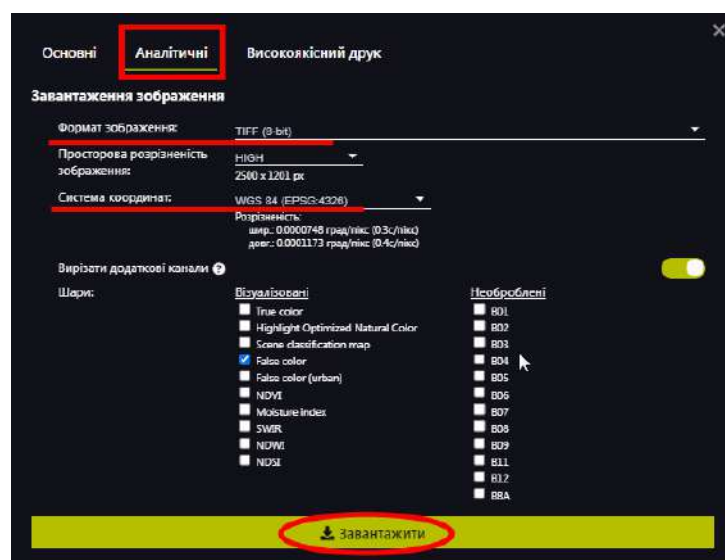 Основні Аналітичні Високоякісний друк
Завантаження зображення
Формат зображення: TIFF (8-bit)
Просторова розрізненість зображення: HIGH
2500 x 1201 px
Система координат: WGS 84 (EPSG:4326)
Розрізненість:
шир.: 0.0000748 град/пікс (0.3с/пікс)
довг.: 0.0001173 град/пікс (0.4с/пікс)
Вирізати додаткові канали ?
Шари:
Візуалізовані
True color
Highlight Optimized Natural Color
Scene classification map
False color
False color (urban)
NDVI
Moisture index
SWIR
NDWI
NDSI
Необроблені
B01
B02
B03
B04
B05
B06
B07
B08
B09
B11
B12
B8A
Завантажити